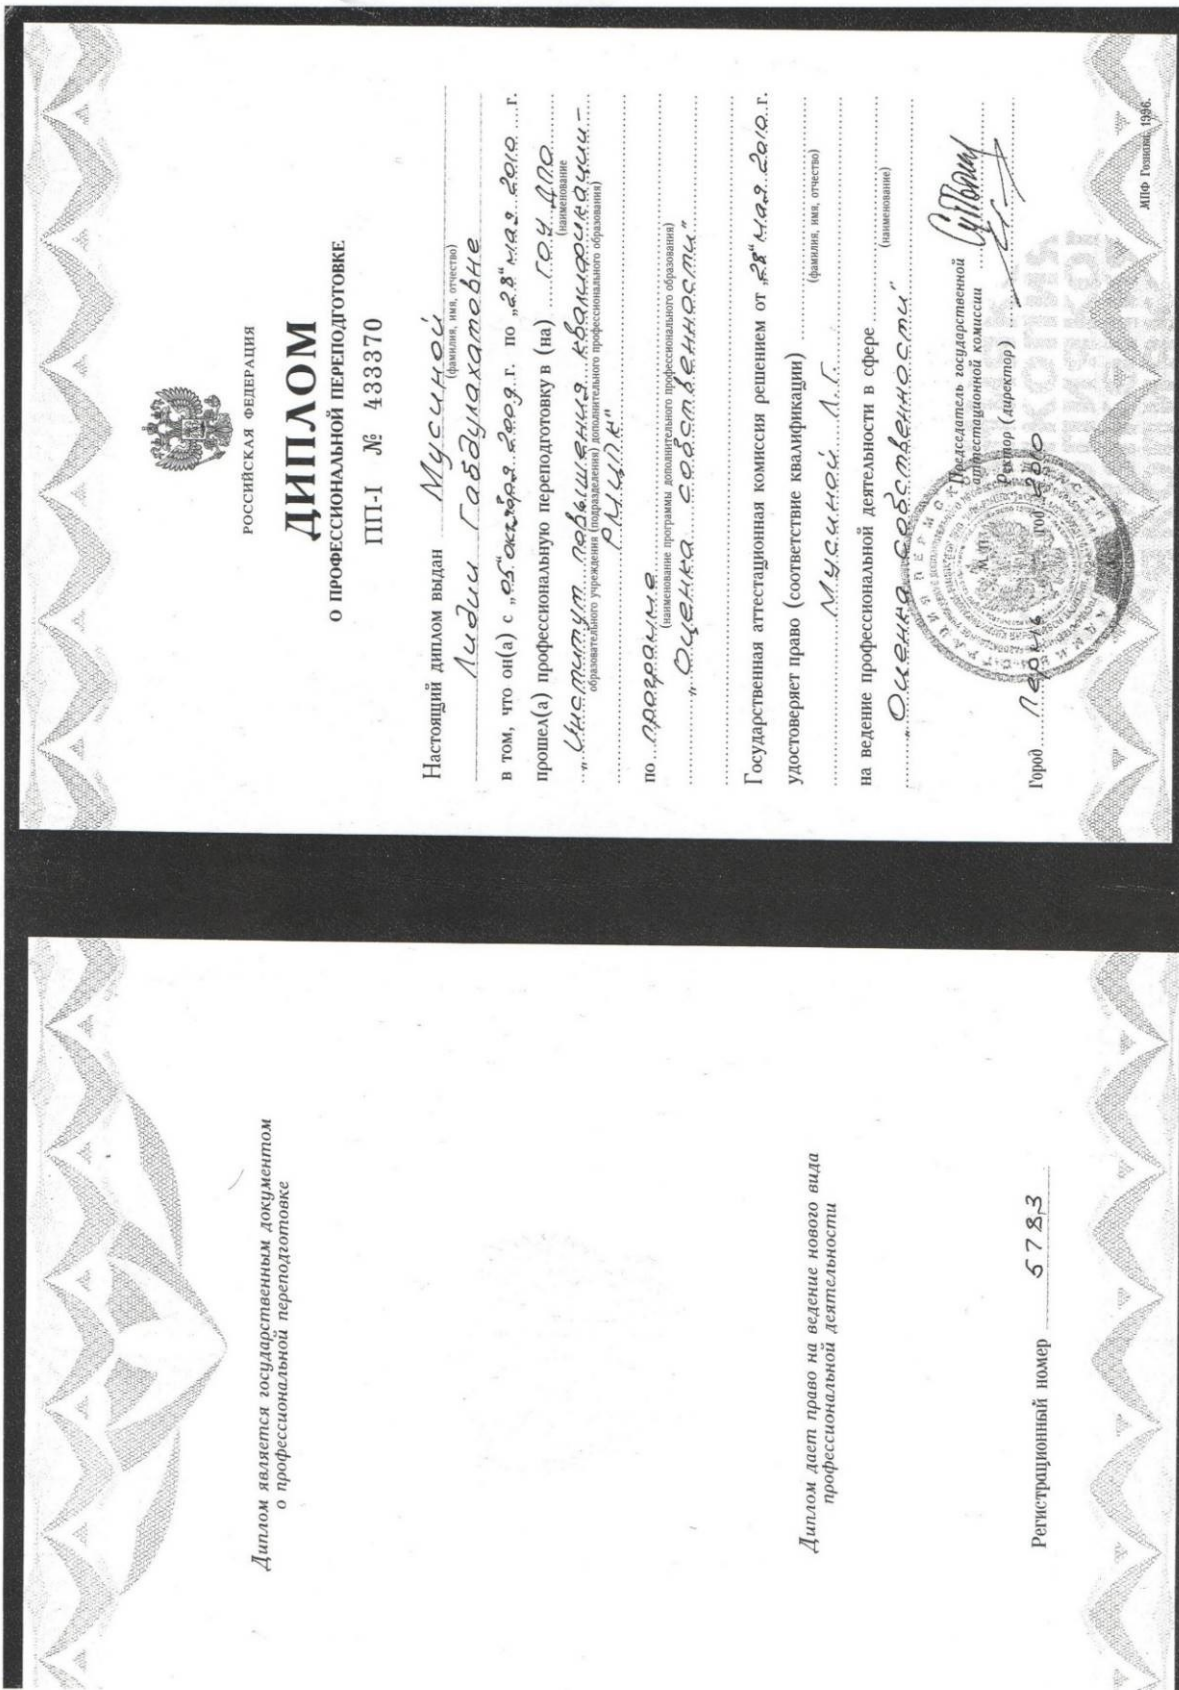 Диплом является государственным документом
о профессиональной переподготовке
Диплом дает право на ведение нового вида
профессиональной деятельности
Регистрационный номер 5783
РОССИЙСКАЯ ФЕДЕРАЦИЯ
ДИПЛОМ
О ПРОФЕССИОНАЛЬНОЙ ПЕРЕПОДГОТОВКЕ
ПП-I № 433370
Настоящий диплом выдан Мусиной
(фамилия, имя, отчество)
Лидии Габдулахатовне
в том, что он(а) с „05“ октября 2009 г. по „28“ мая 2010 г.
прошел(а) профессиональную переподготовку в (на) ГОУ ДПО
(наименование
„Институт повышения квалификации-
образовательного учреждения (подразделения) дополнительного профессионального образования)
РМЦПК“
по программе
(наименование программы дополнительного профессионального образования)
„Оценка собственности“
Государственная аттестационная комиссия решением от „28“ мая 2010 г.
удостоверяет право (соответствие квалификации)
(фамилия, имя, отчество)
Мусиной Л.Г.
на ведение профессиональной деятельности в сфере
(наименование)
„Оценка собственности“
Председатель государственной
аттестационной комиссии
Ректор (директор)
Город Пермь год 2010
МПФ Гознака. 1996.